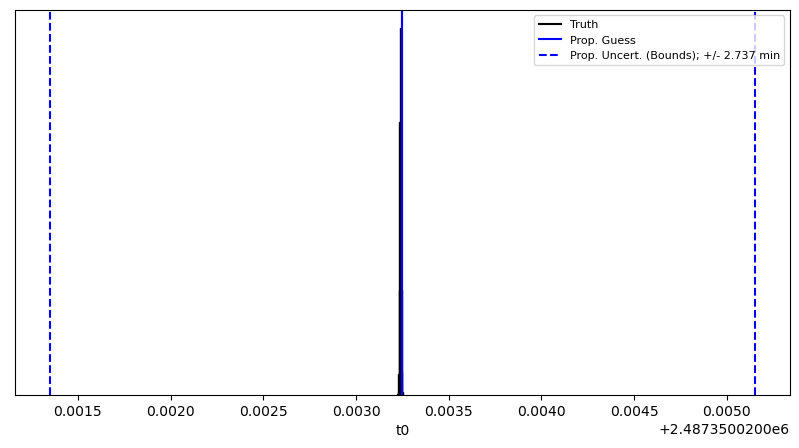 Truth
Prop. Guess
Prop. Uncert. (Bounds); +/- 2.737 min
0.0015 0.0020 0.0025 0.0030 0.0035 0.0040 0.0045 0.0050
t0
+2.4873500200e6